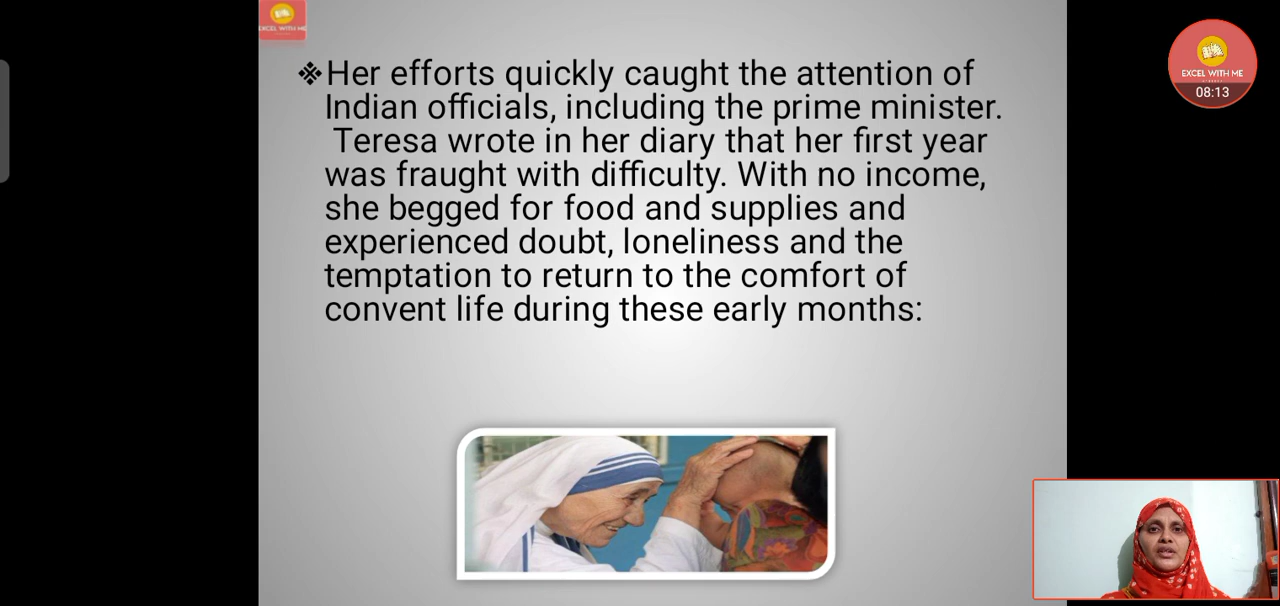 EXCEL WITH ME
❖Her efforts quickly caught the attention of
Indian officials, including the prime minister.
Teresa wrote in her diary that her first year
was fraught with difficulty. With no income,
she begged for food and supplies and
experienced doubt, loneliness and the
temptation to return to the comfort of
convent life during these early months:
EXCEL WITH ME
08:13